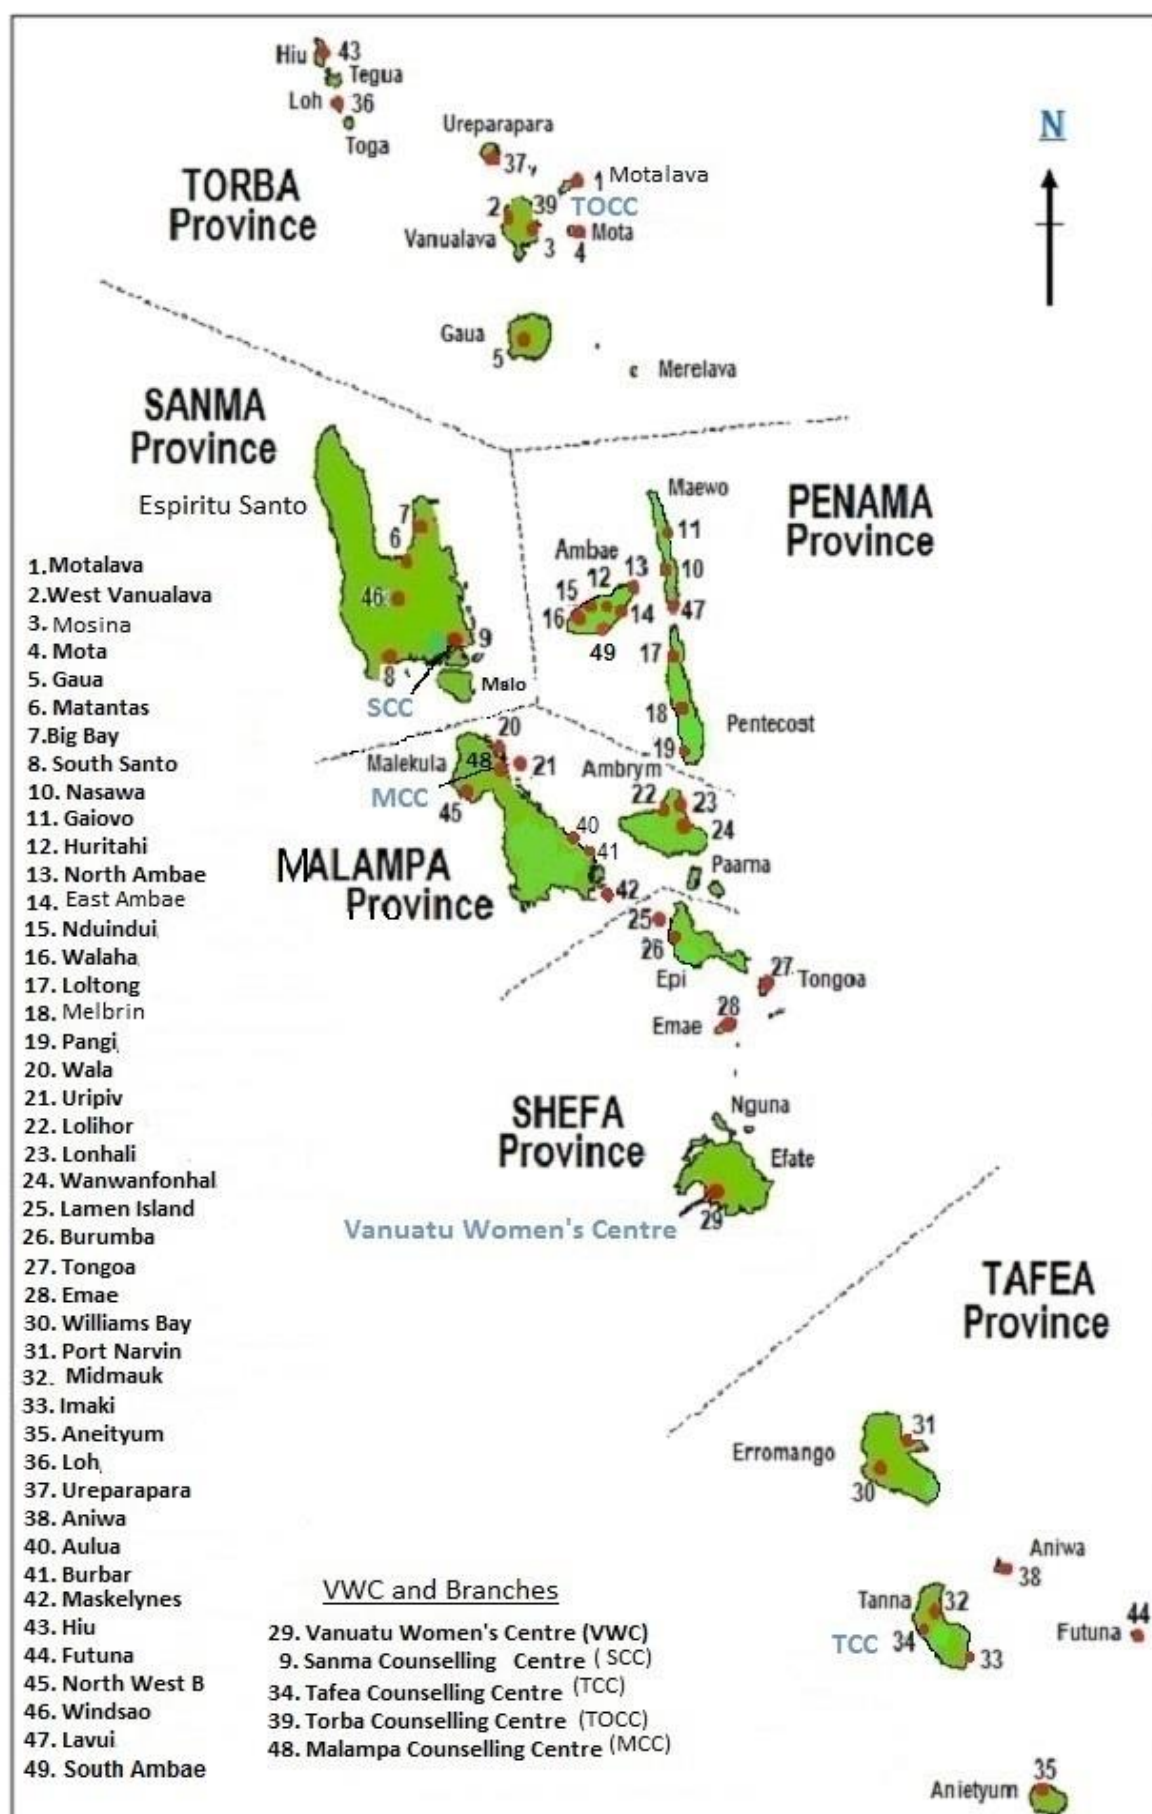 Hiu 43
Tegua
Loh 36
Toga
Ureparapara
37
1 Motalava
N
TORBA
Province
2 39 TOCC
Vanualava 3 4 Mota
Gaua
5
Merelava
SANMA
Province
Espiritu Santo
7
6
46
9
8
SCC
Malo
PENAMA
Province
Maewo
11
Ambae 13 10
15 12
16 14 47
49
17
18 Pentecost
19
20
Malekula 48 21 Ambrym
MCC
45 22 23
40 24
41
MALAMPA
Province
Paama
42
25
26
Epi 27 Tongoa
28
Emae
SHEFA
Province
Nguna
Efate
29
Vanuatu Women's Centre
TAFEA
Province
31
Erromango
30
Aniwa
38
Tanna 32
34 44
TCC Futuna
33
35
Anietyum
1. Motalava
2. West Vanualava
3. Mosina
4. Mota
5. Gaua
6. Matantas
7. Big Bay
8. South Santo
10. Nasawa
11. Gaiovo
12. Huritahi
13. North Ambae
14. East Ambae
15. Nduindui
16. Walaha
17. Loltong
18. Melbrin
19. Pangi
20. Wala
21. Uripiv
22. Lolihor
23. Lonhali
24. Wanwanfonhal
25. Lamen Island
26. Burumba
27. Tongoa
28. Emae
30. Williams Bay
31. Port Narvin
32. Midmauk
33. Imaki
35. Aneityum
36. Loh
37. Ureparapara
38. Aniwa
40. Aulua
41. Burbar
42. Maskelynes
43. Hiu
44. Futuna
45. North West B
46. Windsao
47. Lavui
49. South Ambae
VWC and Branches
29. Vanuatu Women's Centre (VWC)
9. Sanma Counselling Centre ( SCC)
34. Tafea Counselling Centre (TCC)
39. Torba Counselling Centre (TOCC)
48. Malampa Counselling Centre (MCC)